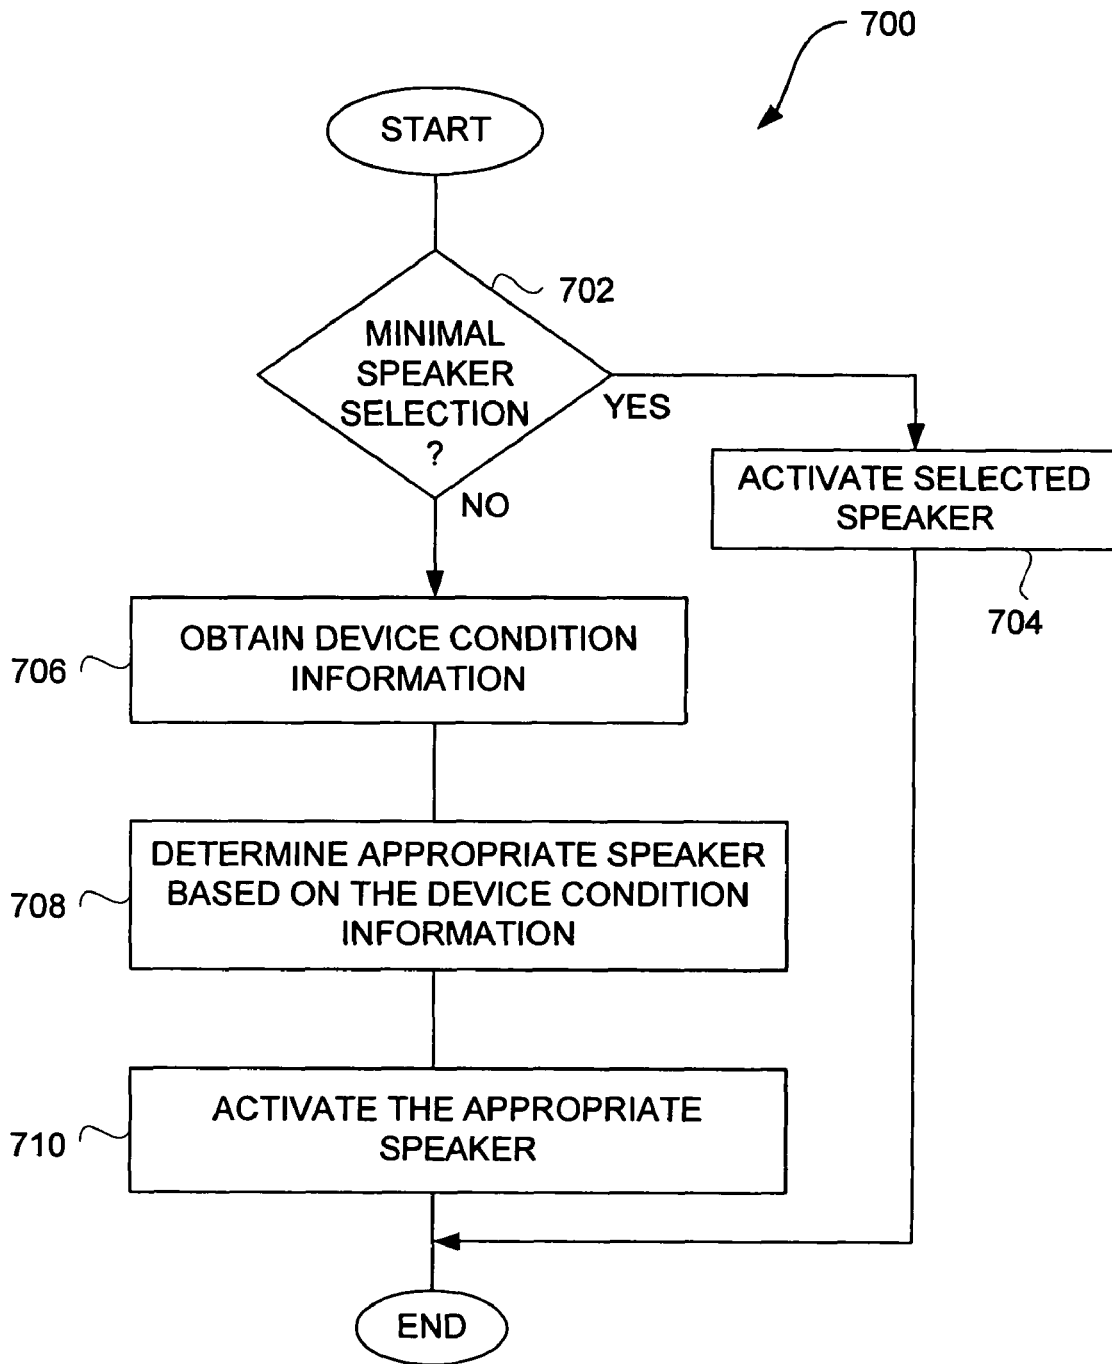 700
START
702
MINIMAL
SPEAKER
SELECTION
?
YES
NO
ACTIVATE SELECTED
SPEAKER
704
OBTAIN DEVICE CONDITION
INFORMATION
706
DETERMINE APPROPRIATE SPEAKER
BASED ON THE DEVICE CONDITION
INFORMATION
708
ACTIVATE THE APPROPRIATE
SPEAKER
710
END